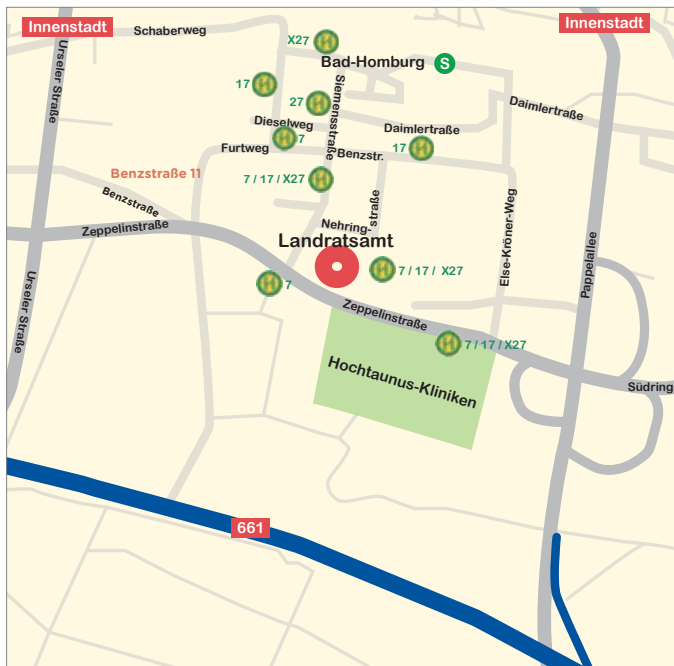 Innenstadt
Innenstadt
Schaberweg
X27
Bad-Homburg S
Urseler Straße
Siemensstraße
17
H
27
Daimlertraße
Dieselweg
7
Daimlertraße
Furtweg
Benzstr.
17
Benzstraße 11
7 / 17 / X27
Benzstraße
Nehring-
straße
Else-Kröner-Weg
Pappelallee
Zeppelinstraße
Landratsamt
7 / 17 / X27
Urseler Straße
7
Zeppelinstraße
7 / 17 / X27
Hochtaunus-Kliniken
Südring
661